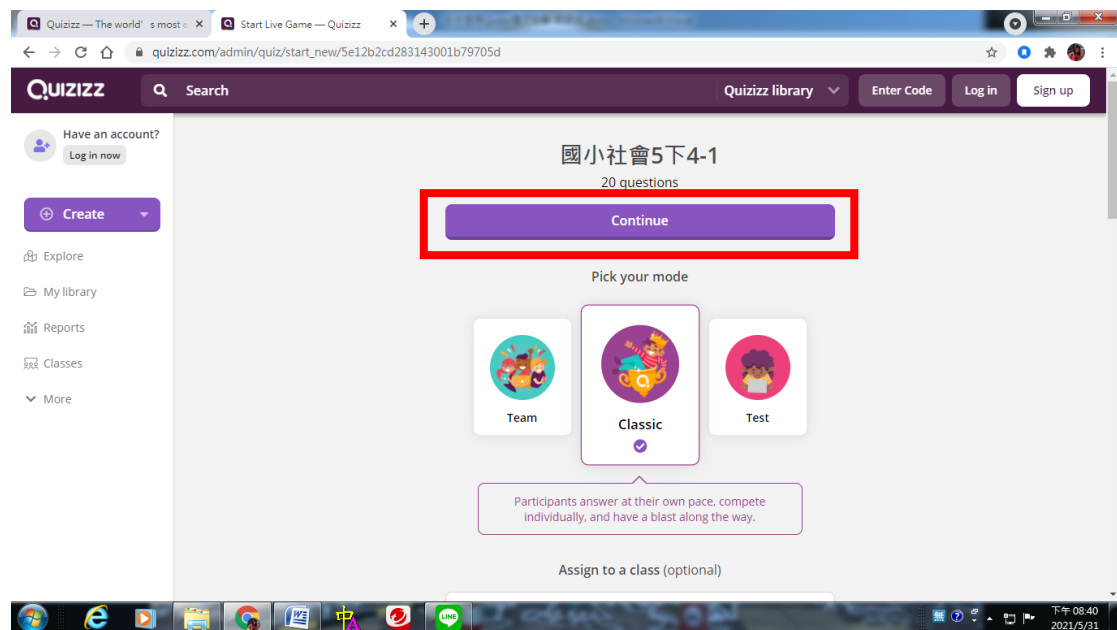 Quizizz — The world's most e
Start Live Game — Quizizz
quizizz.com/admin/quiz/start_new/5e12b2cd283143001b79705d
QUIZIZZ
Search
Quizizz library
Enter Code
Log in
Sign up
Have an account?
Log in now
Create
Explore
My library
Reports
Classes
More
國小社會5下4-1
20 questions
Continue
Pick your mode
Team
Classic
Test
Participants answer at their own pace, compete
individually, and have a blast along the way.
Assign to a class (optional)
中
LINE
無
下午 08:40
2021/5/31